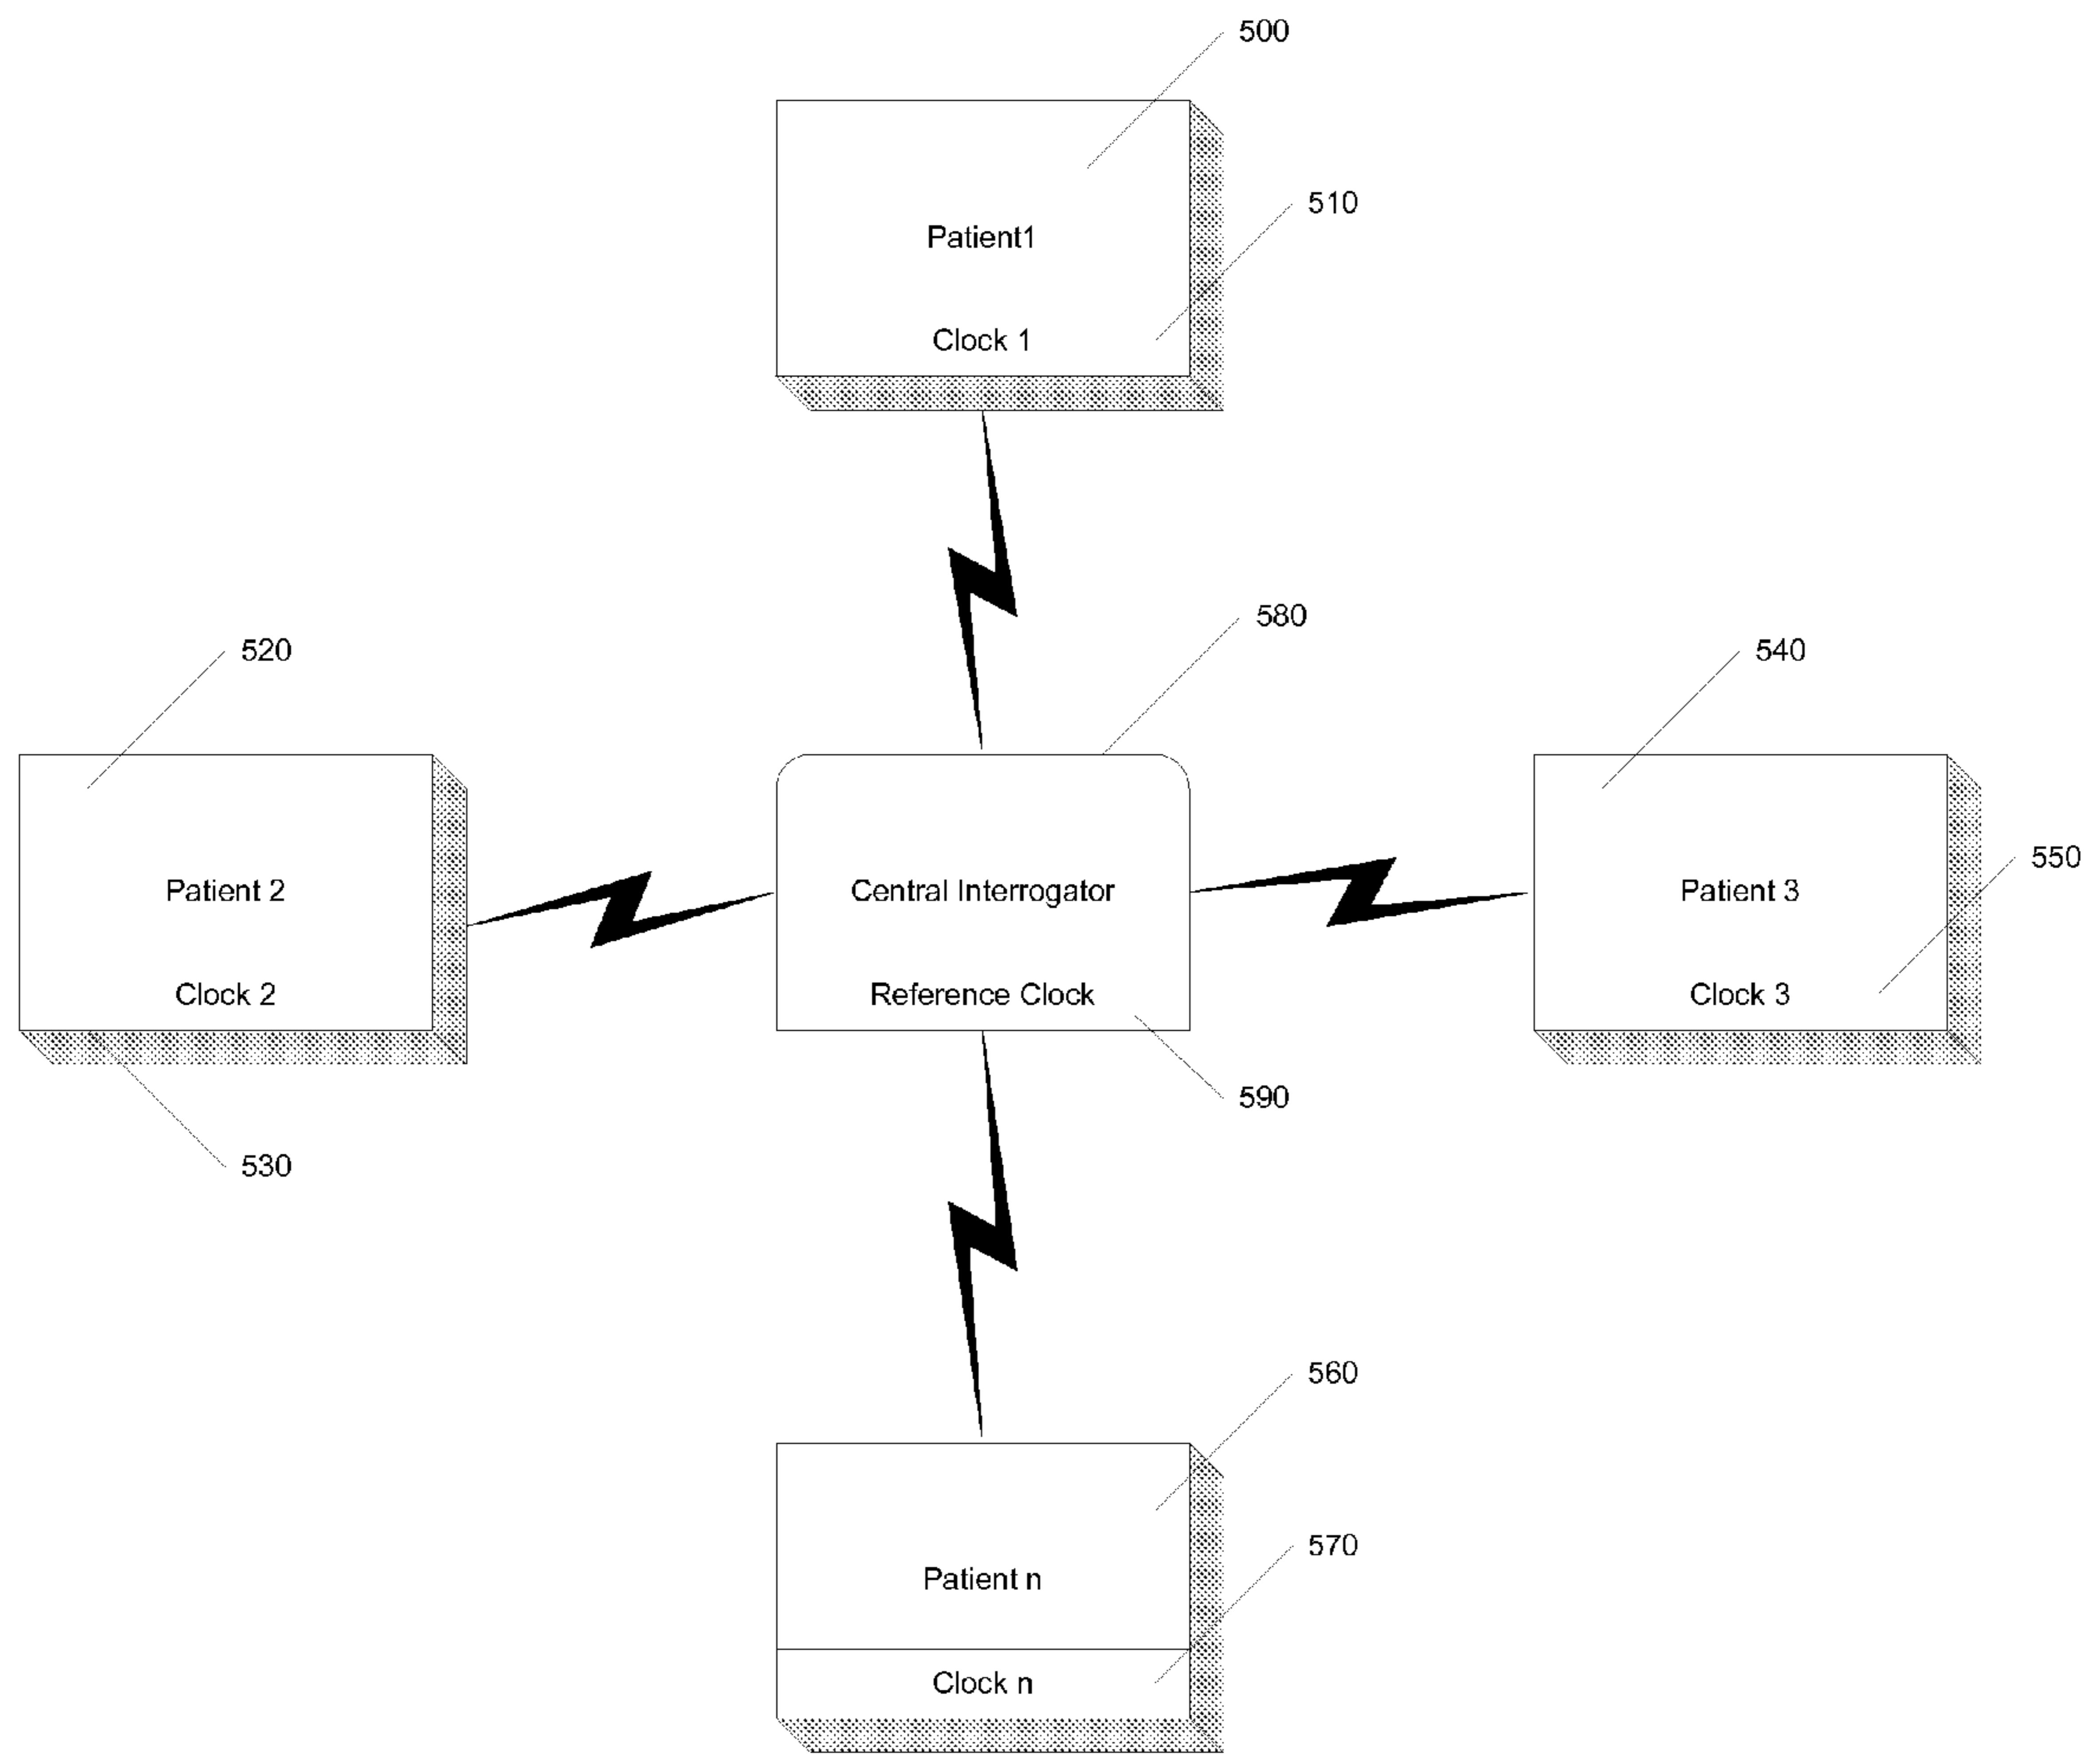 500
510
Patient1
Clock 1
580
520
540
550
Patient 2
Clock 2
Central Interrogator
Reference Clock
Patient 3
Clock 3
590
530
560
570
Patient n
Clock n